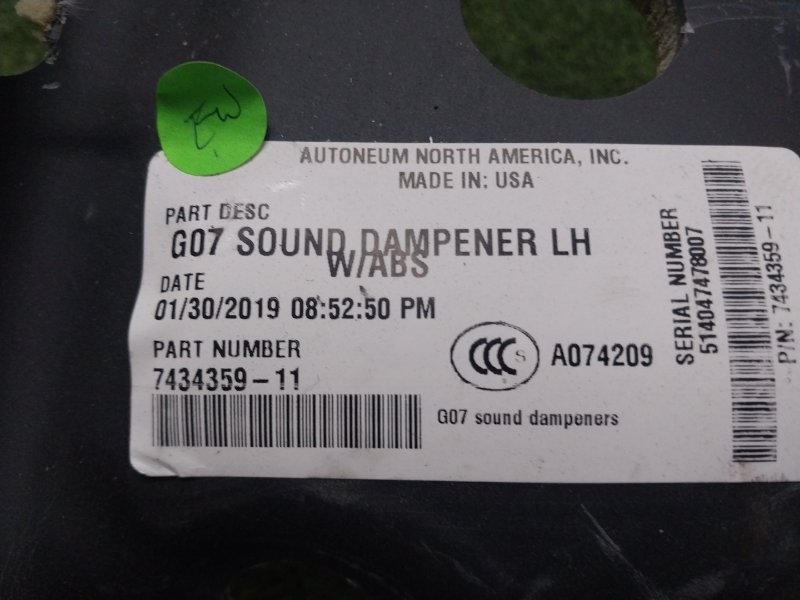 EW
AUTONEUM NORTH AMERICA, INC.
MADE IN: USA
PART DESC
G07 SOUND DAMPENER LH
W/ABS
DATE
01/30/2019 08:52:50 PM
PART NUMBER
7434359-11
CCC S
A074209
G07 sound dampeners
SERIAL NUMBER
514047478007
P/N: 7434359-11